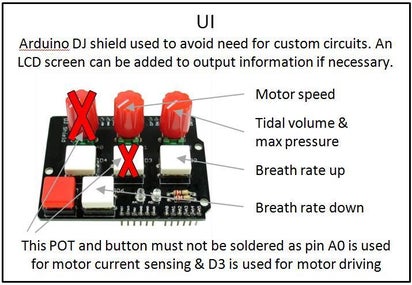 UI
Arduino DJ shield used to avoid need for custom circuits. An
LCD screen can be added to output information if necessary.
Motor speed
Tidal volume &
max pressure
Breath rate up
Breath rate down
D3
This POT and button must not be soldered as pin A0 is used
for motor current sensing & D3 is used for motor driving